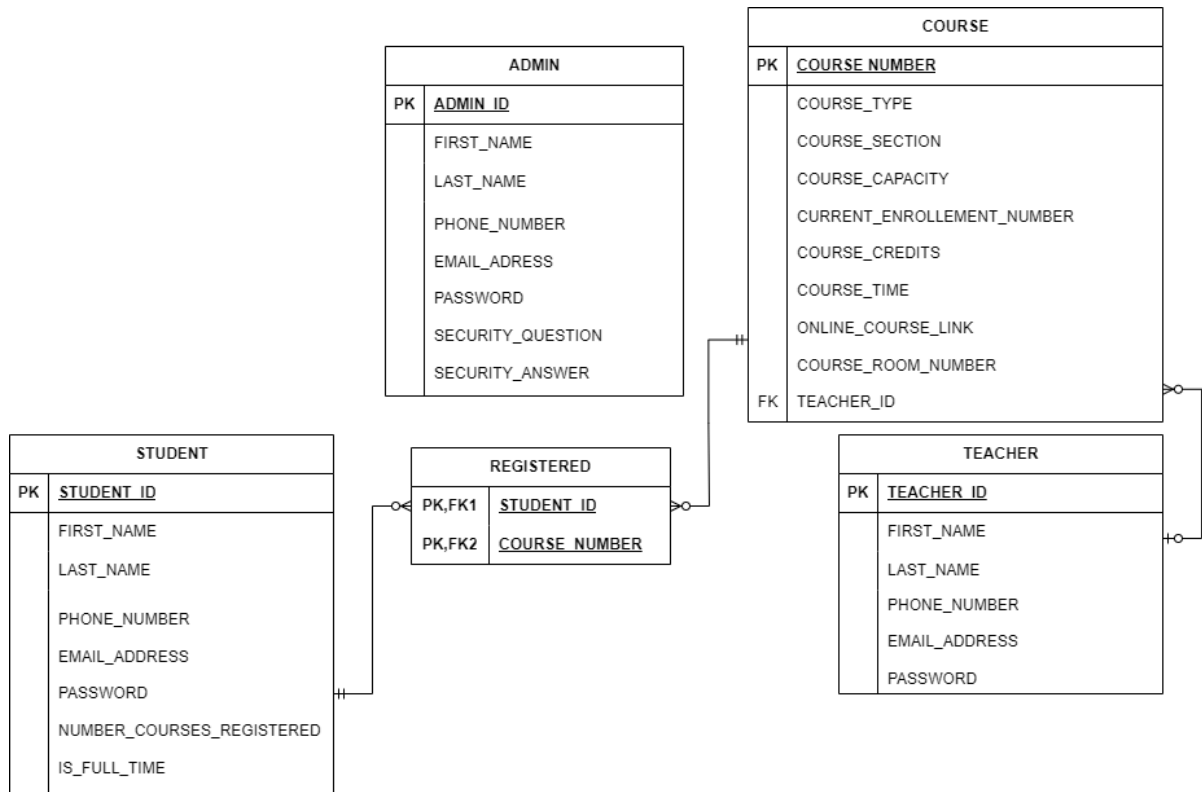 ADMIN
PK ADMIN_ID
FIRST_NAME
LAST_NAME
PHONE_NUMBER
EMAIL_ADRESS
PASSWORD
SECURITY_QUESTION
SECURITY_ANSWER
COURSE
PK COURSE NUMBER
COURSE_TYPE
COURSE_SECTION
COURSE_CAPACITY
CURRENT_ENROLLEMENT_NUMBER
COURSE_CREDITS
COURSE_TIME
ONLINE_COURSE_LINK
COURSE_ROOM_NUMBER
FK TEACHER_ID
STUDENT
PK STUDENT_ID
FIRST_NAME
LAST_NAME
PHONE_NUMBER
EMAIL_ADDRESS
PASSWORD
NUMBER_COURSES_REGISTERED
IS_FULL_TIME
REGISTERED
PK,FK1 STUDENT_ID
PK,FK2 COURSE_NUMBER
TEACHER
PK TEACHER_ID
FIRST_NAME
LAST_NAME
PHONE_NUMBER
EMAIL_ADDRESS
PASSWORD